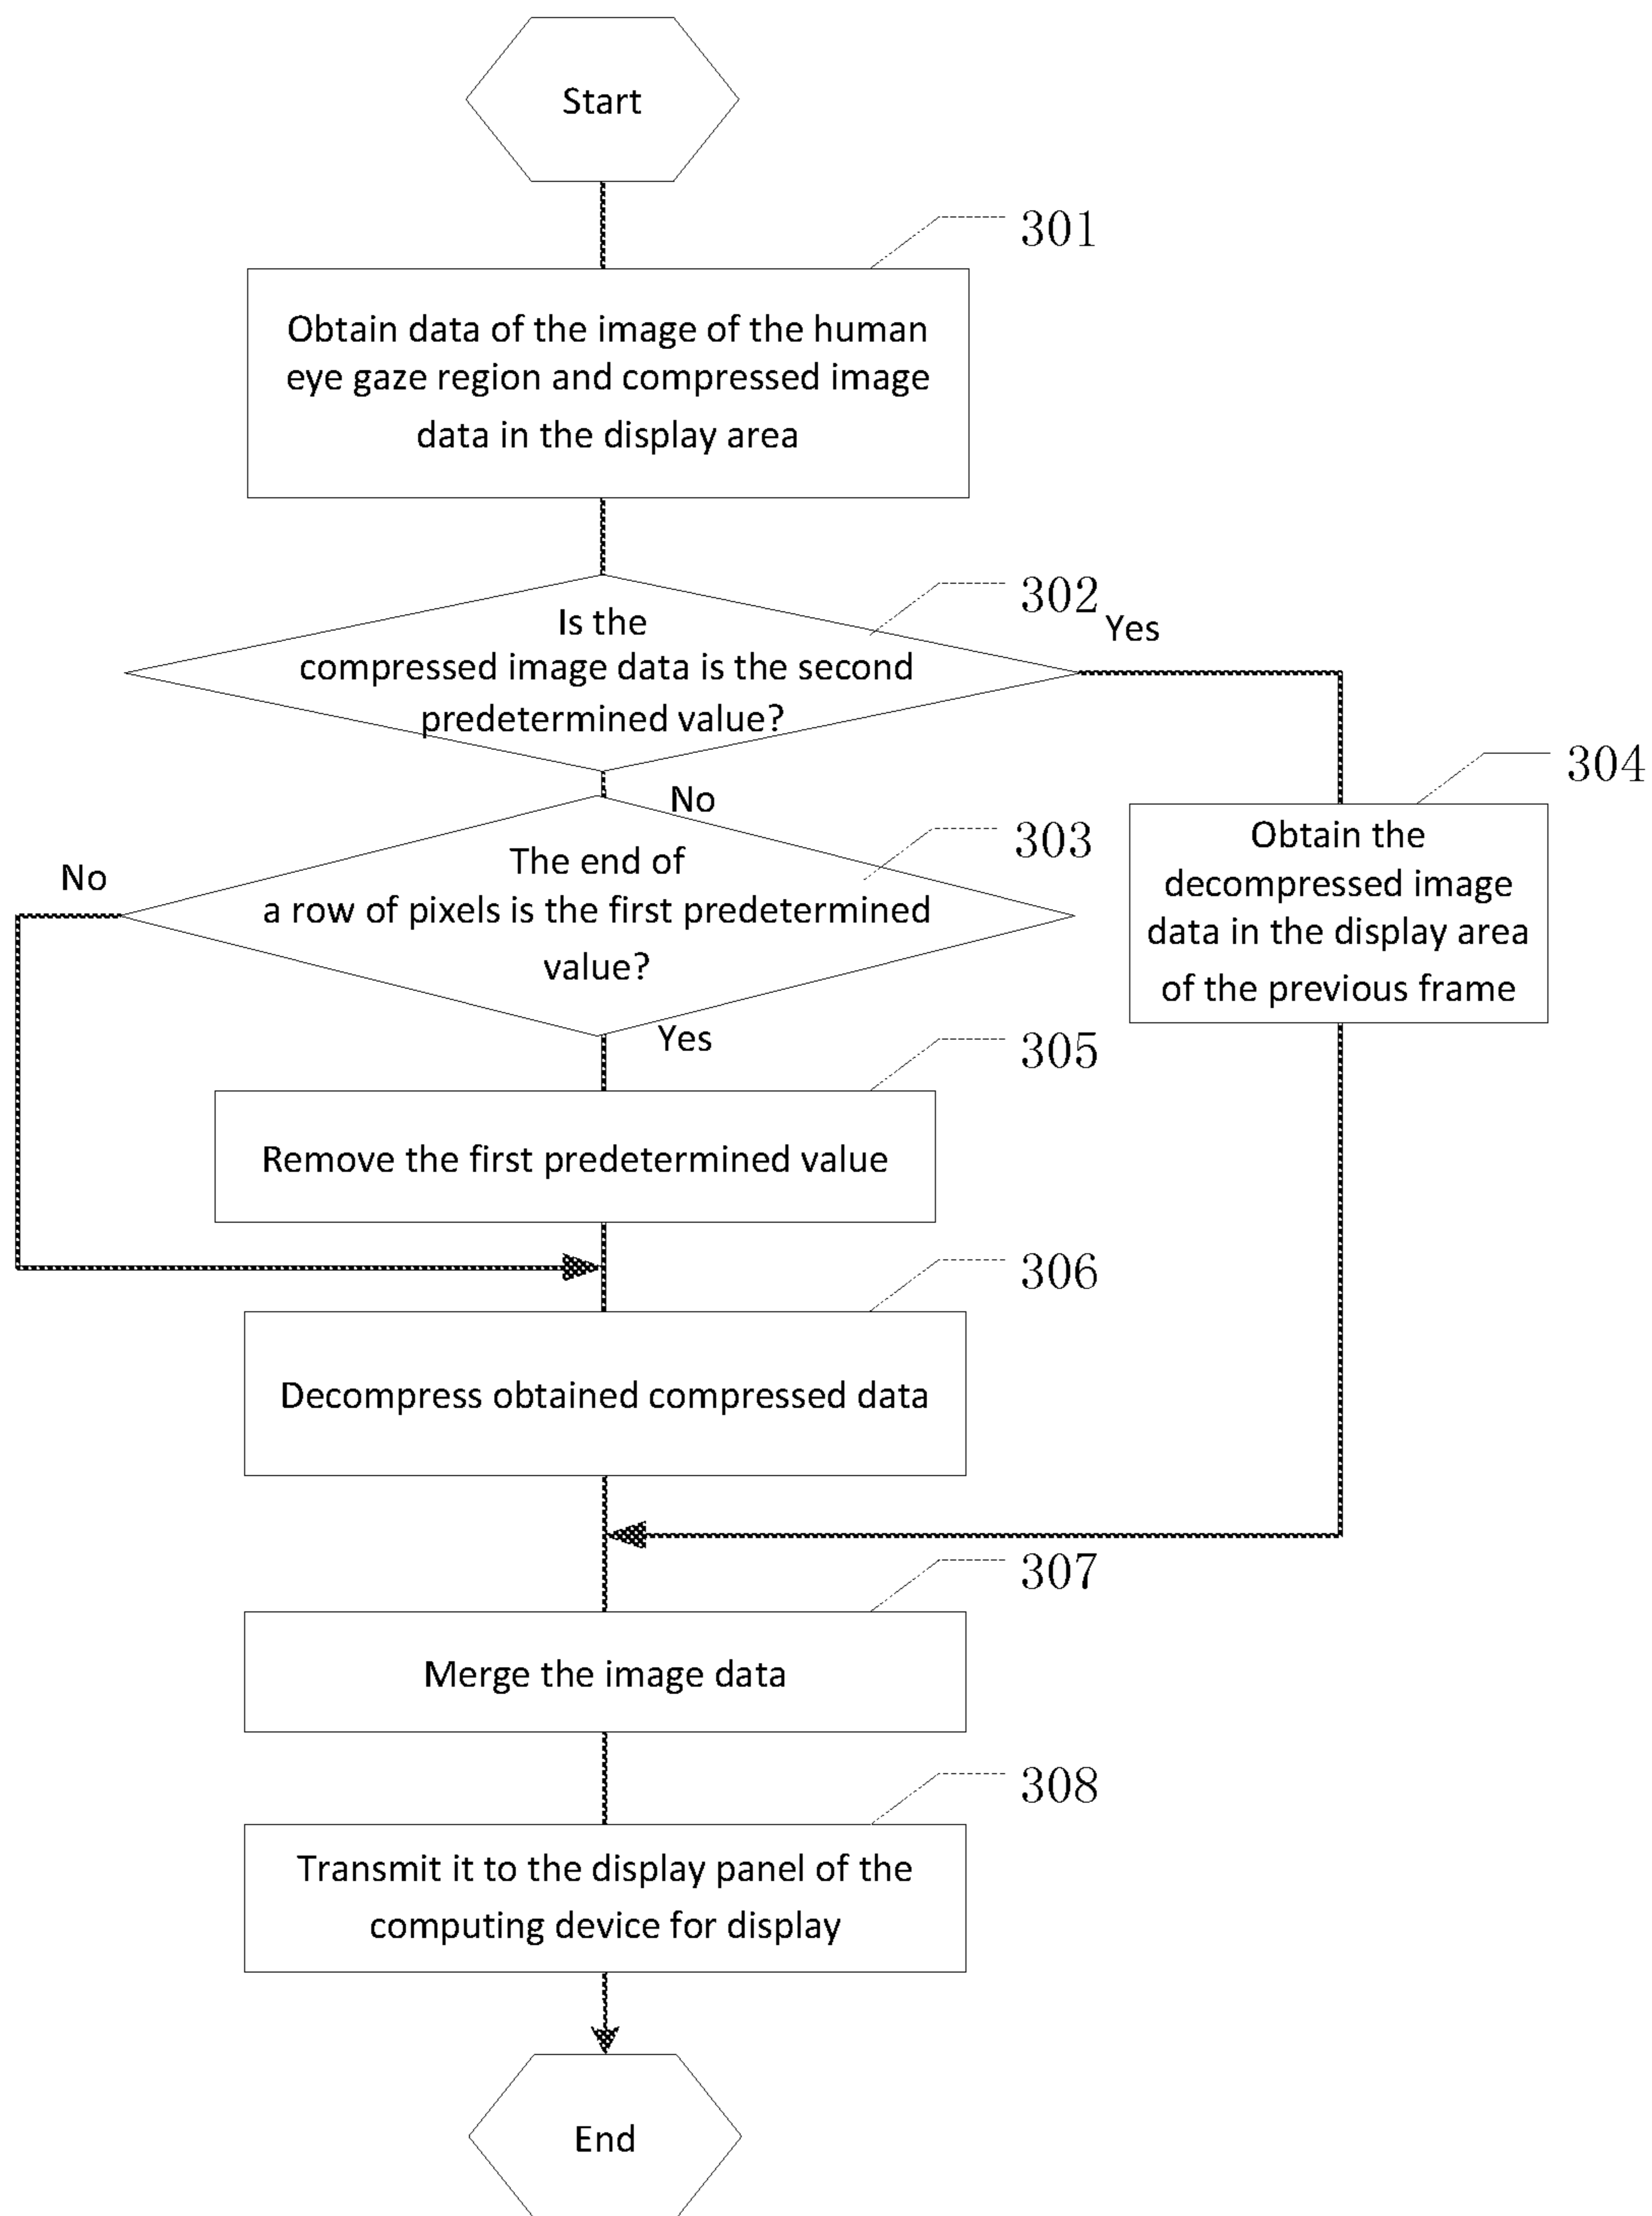 Start
301
Obtain data of the image of the human
eye gaze region and compressed image
data in the display area
302
Yes
Is the
compressed image data is the second
predetermined value?
304
No
303
No
The end of
a row of pixels is the first predetermined
value?
Obtain the
decompressed image
data in the display area
of the previous frame
Yes
305
Remove the first predetermined value
306
Decompress obtained compressed data
307
Merge the image data
308
Transmit it to the display panel of the
computing device for display
End